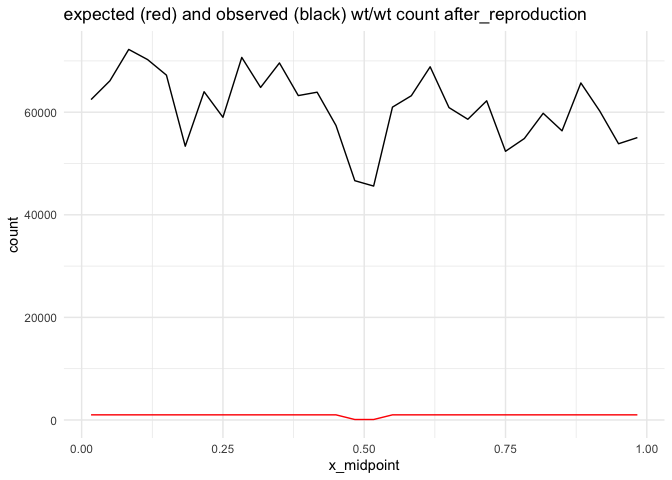 expected (red) and observed (black) wt/wt count after_reproduction
60000
40000
20000
0
count
0.00 0.25 0.50 0.75 1.00
x_midpoint